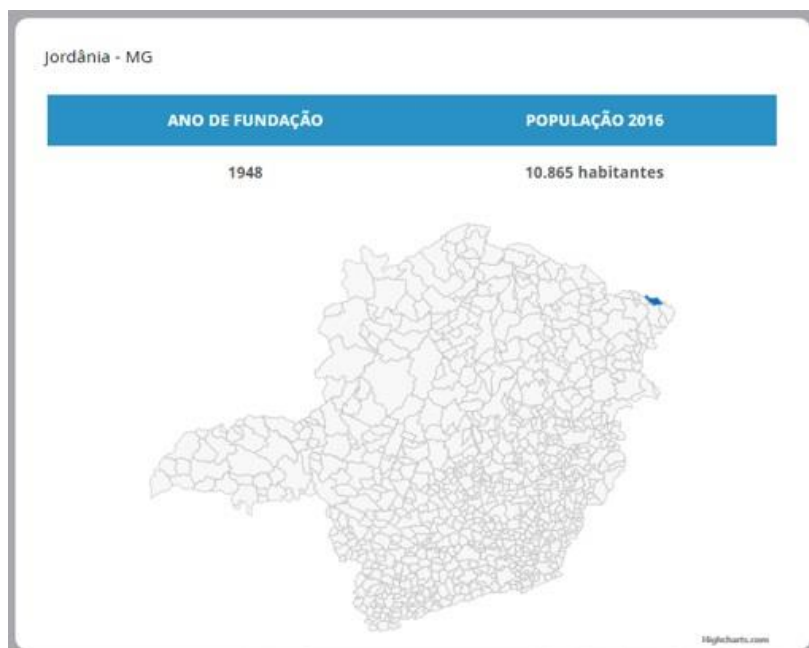 Jordânia - MG
ANO DE FUNDAÇÃO POPULAÇÃO 2016
1948 10.865 habitantes
Highcharts.com